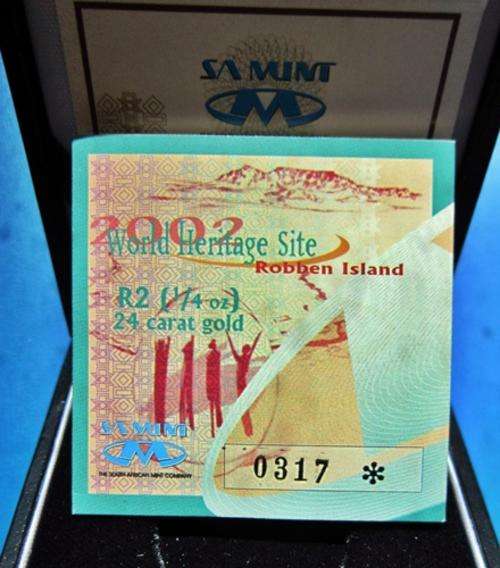 SA MINT
2002
World Heritage Site
Robben Island
R2 (1/4 oz)
24 carat gold
SA MINT
THE SOUTH AFRICAN MINT COMPANY
0317 *